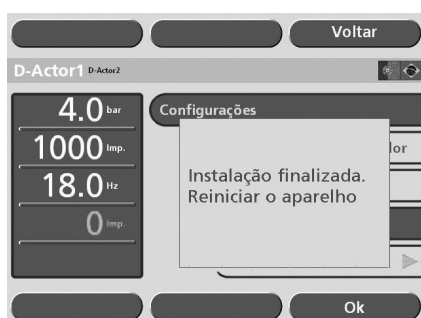 Voltar
D-Actor1 D-Actor2
4.0 bar
1000 Imp.
18.0 Hz
0 Imp.
Configurações
lor
Instalação finalizada.
Reiniciar o aparelho
Ok